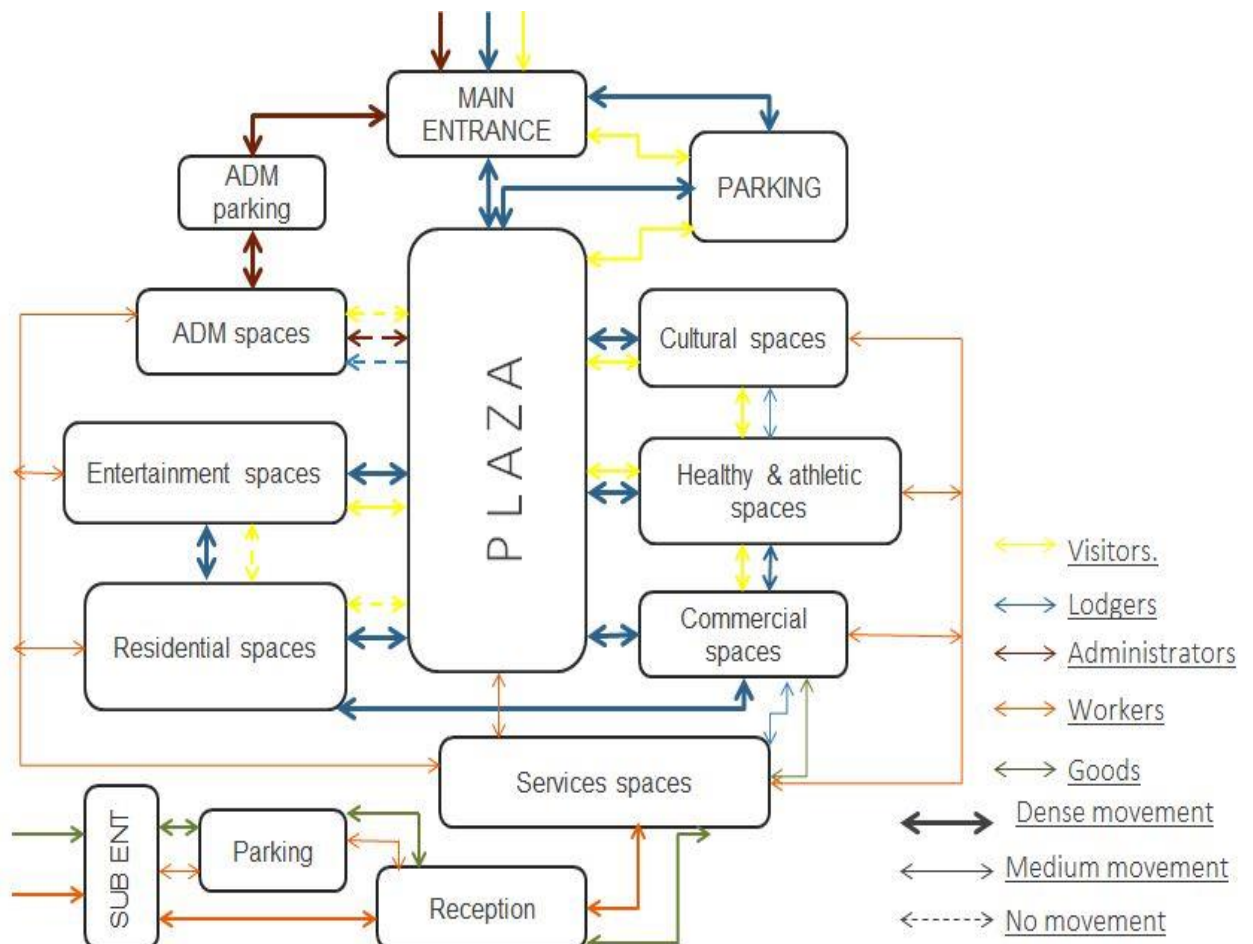 MAIN
ENTRANCE
ADM
parking
PARKING
ADM spaces
PLAZA
Cultural spaces
Entertainment spaces
Healthy & athletic
spaces
Residential spaces
Commercial
spaces
Services spaces
SUB ENT
Parking
Reception
Visitors.
Lodgers
Administrators
Workers
Goods
Dense movement
Medium movement
No movement